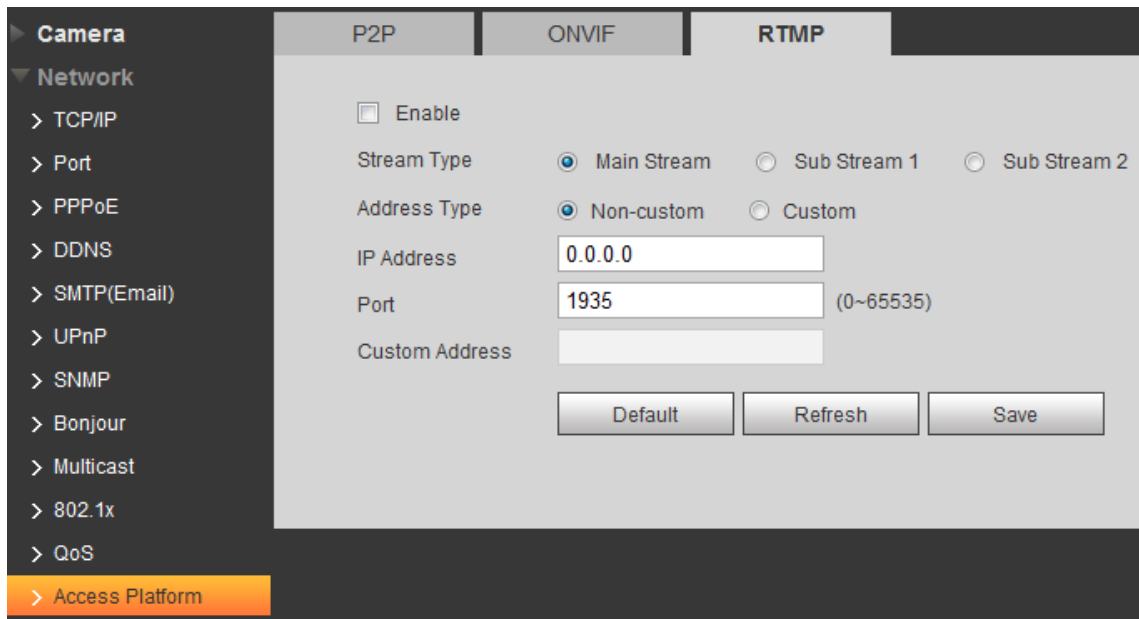 Camera
Network
TCP/IP
Port
PPPoE
DDNS
SMTP(Email)
UPnP
SNMP
Bonjour
Multicast
802.1x
QoS
Access Platform
P2P ONVIF RTMP
Enable
Stream Type Main Stream Sub Stream 1 Sub Stream 2
Address Type Non-custom Custom
IP Address 0.0.0.0
Port 1935 (0~65535)
Custom Address
Default Refresh Save